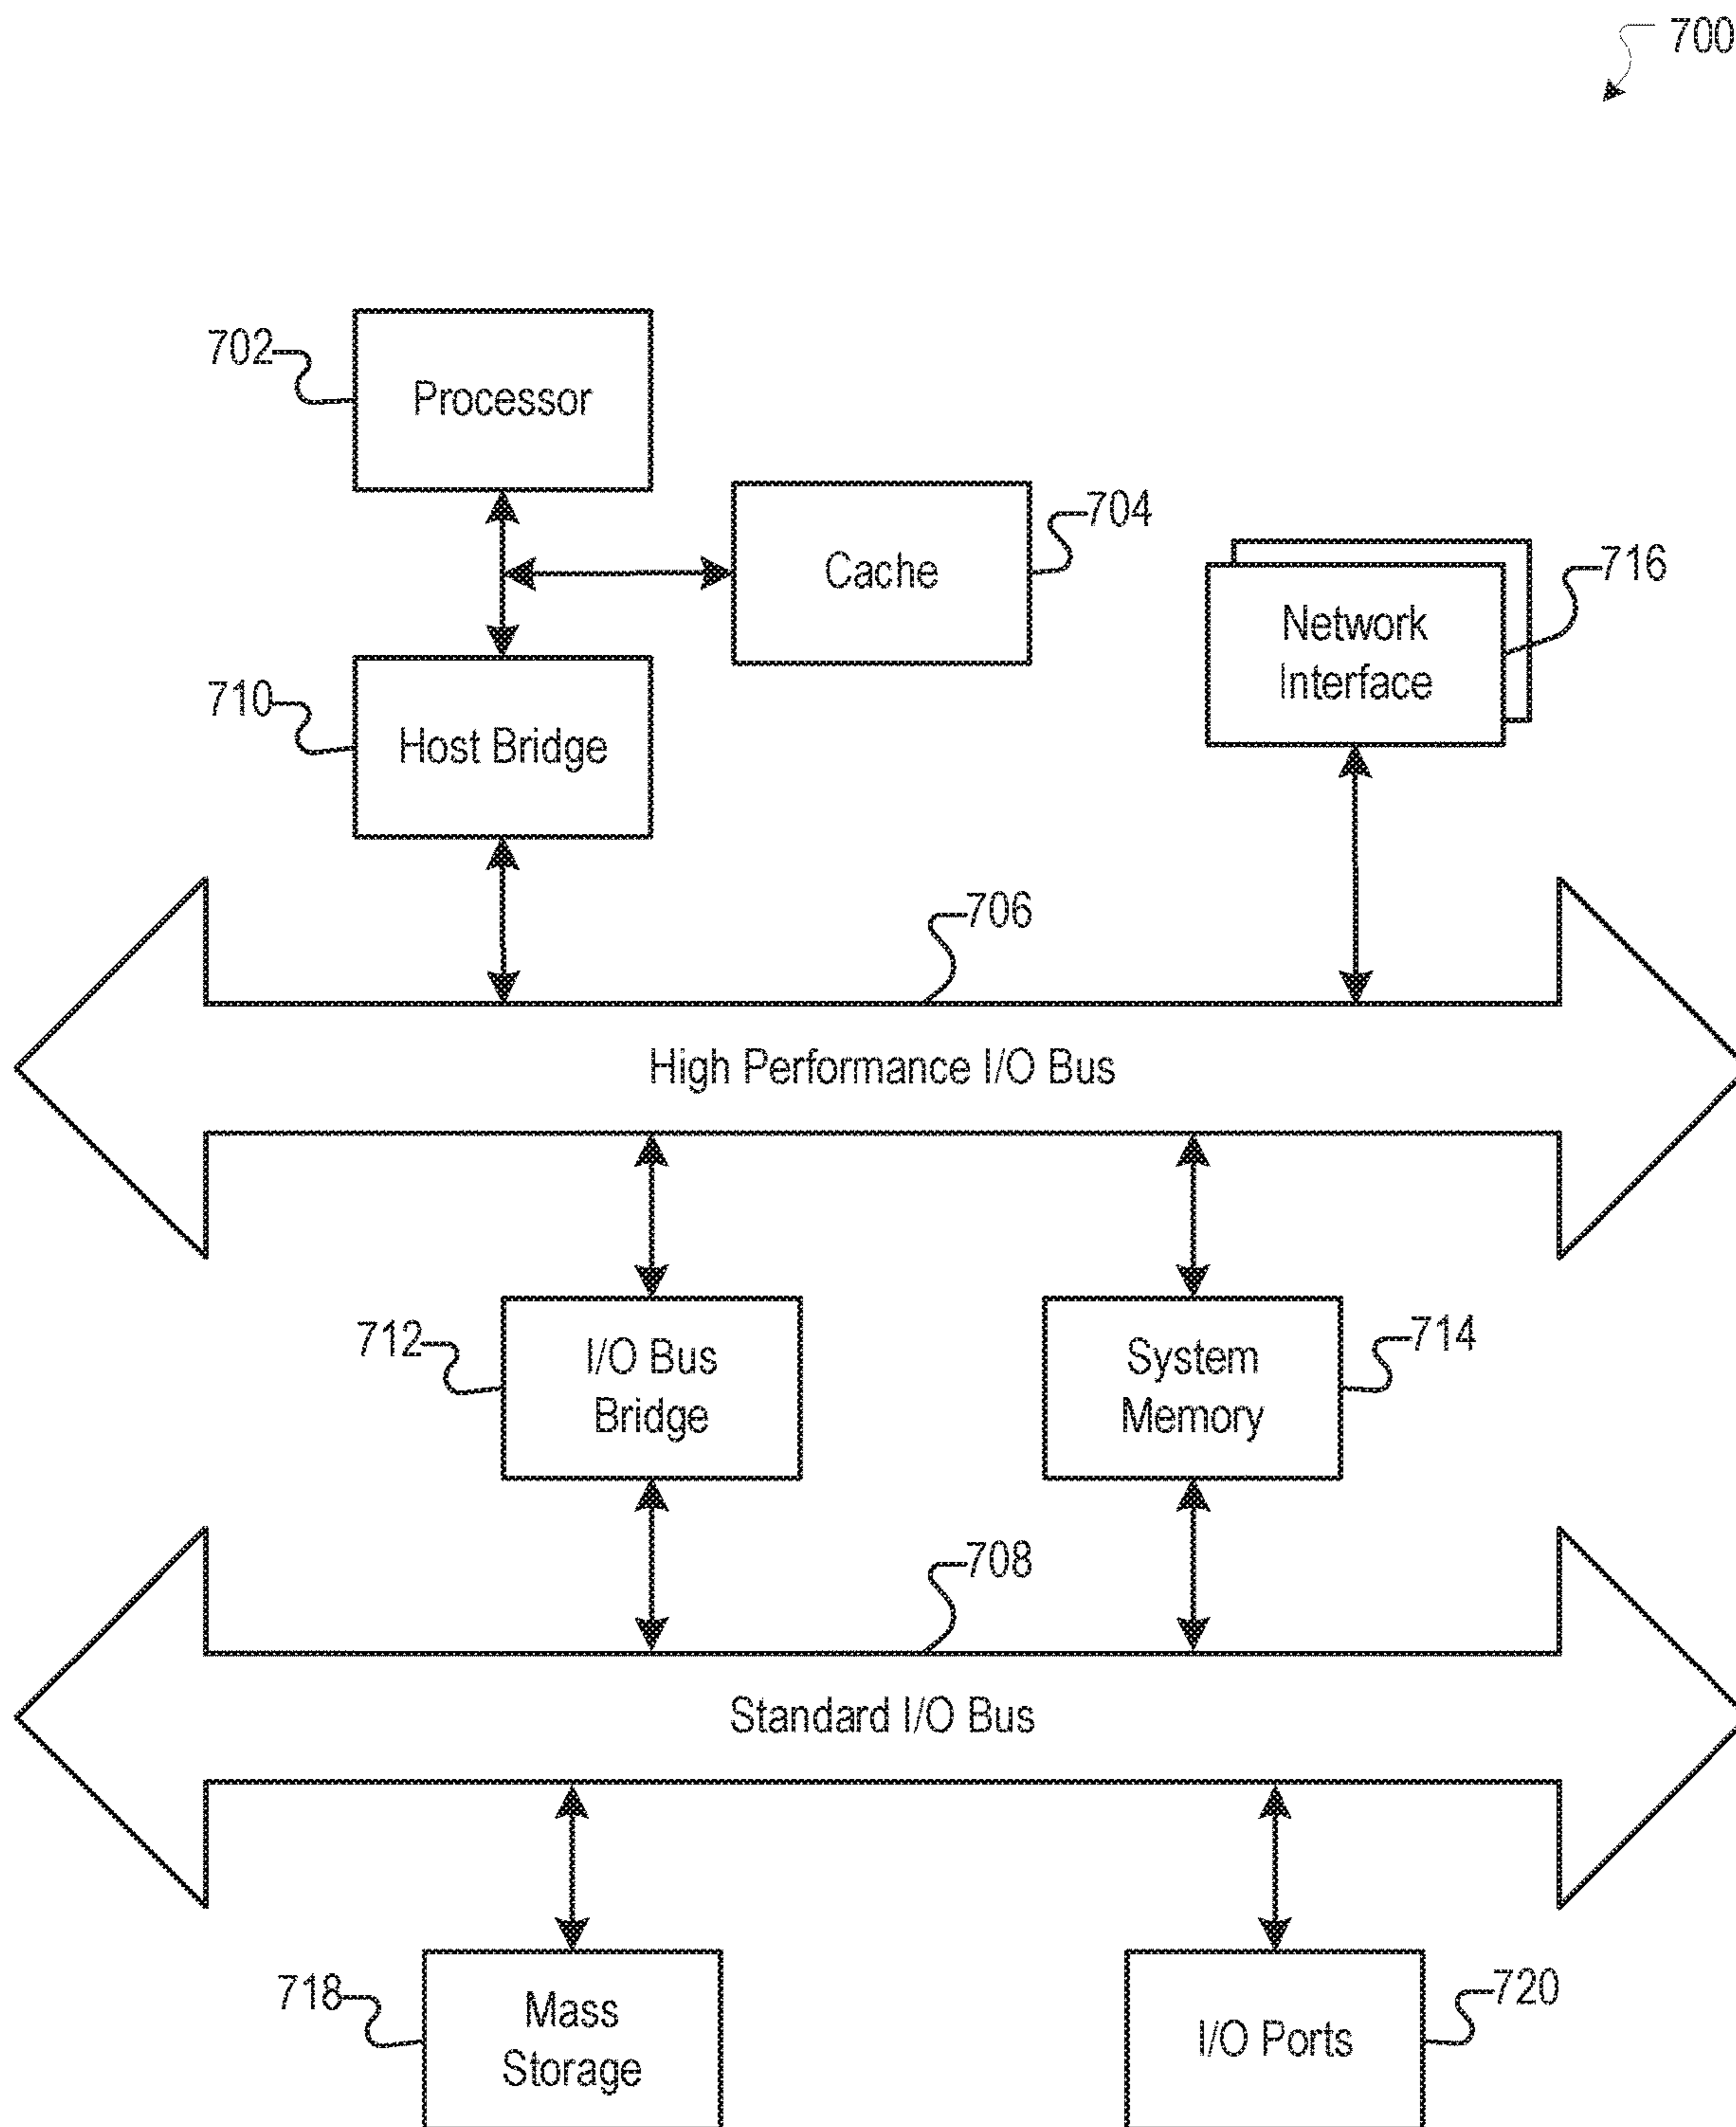 700
702
Processor
Cache
704
716
Network
Interface
710
Host Bridge
706
High Performance I/O Bus
712
I/O Bus
Bridge
System
Memory
714
708
Standard I/O Bus
718
Mass
Storage
I/O Ports
720